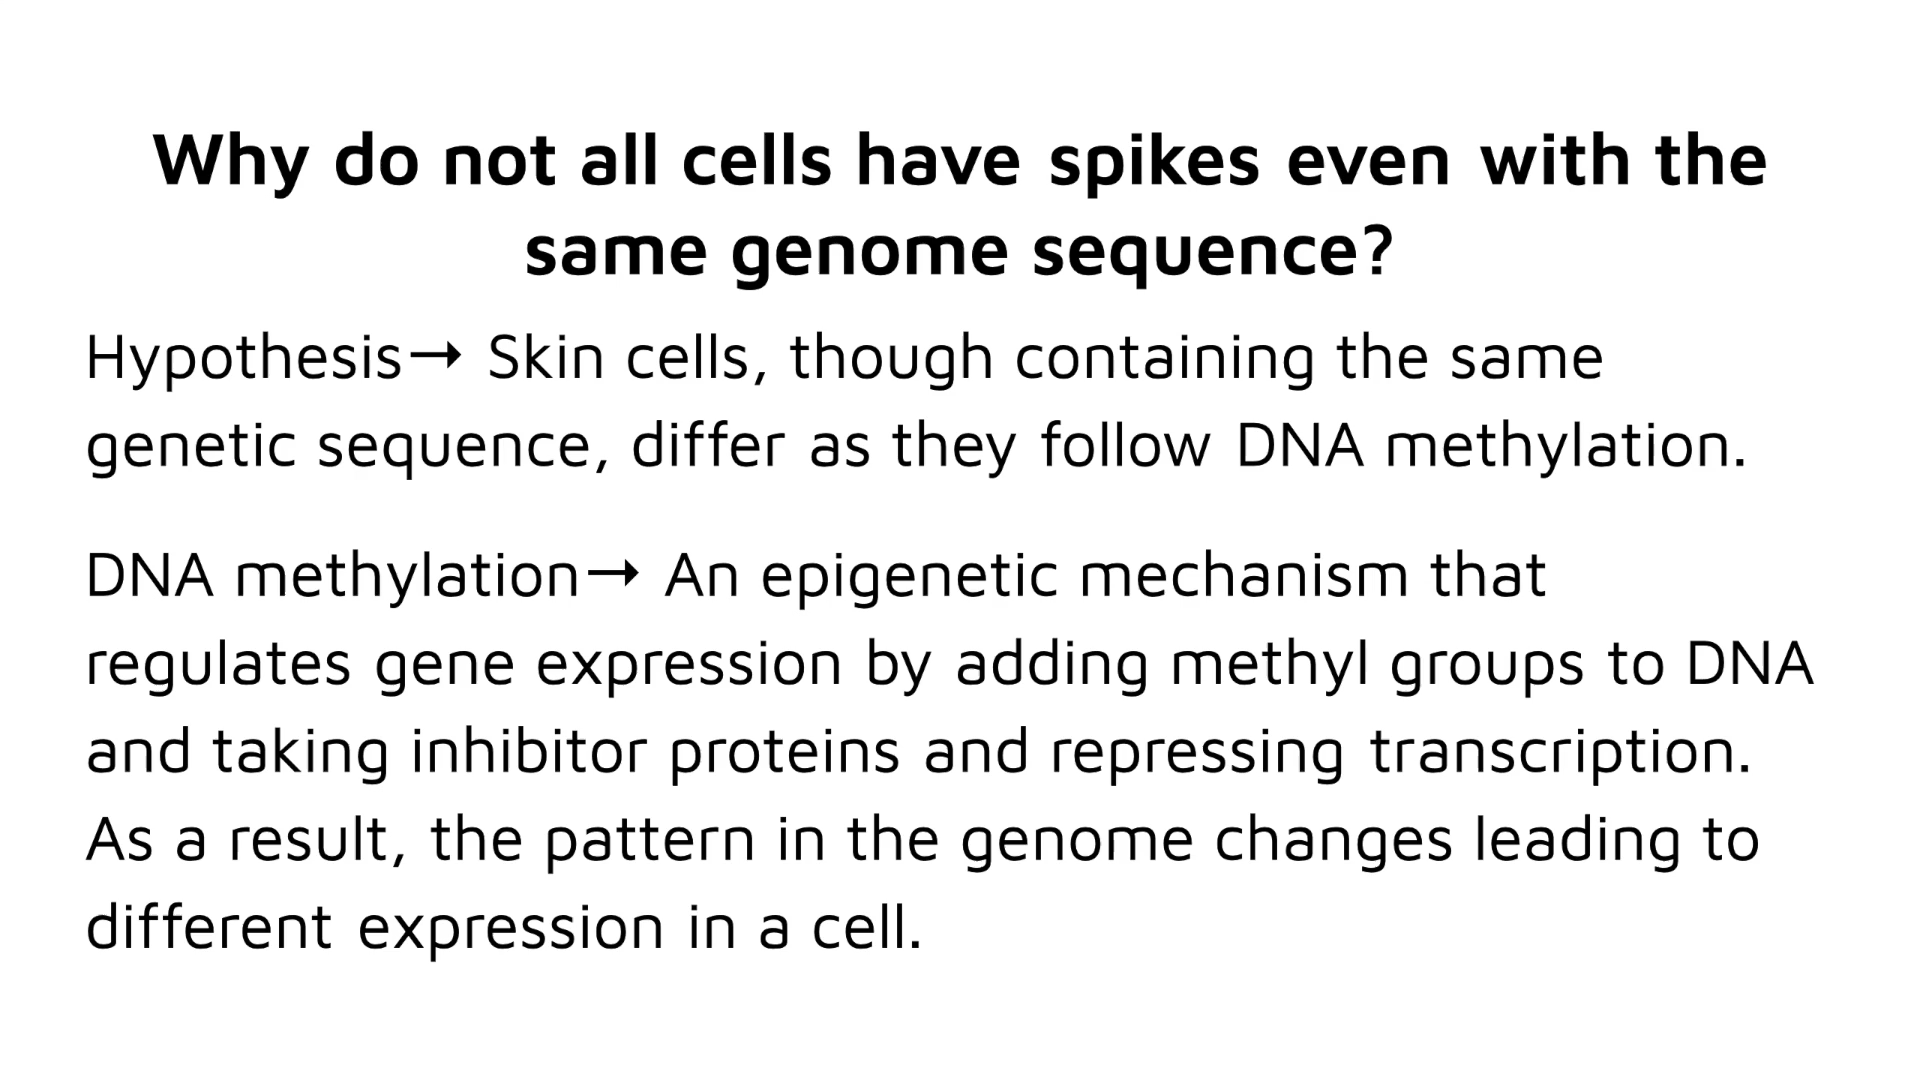 Why do not all cells have spikes even with the
same genome sequence?
Hypothesis→ Skin cells, though containing the same
genetic sequence, differ as they follow DNA methylation.
DNA methylation→ An epigenetic mechanism that
regulates gene expression by adding methyl groups to DNA
and taking inhibitor proteins and repressing transcription.
As a result, the pattern in the genome changes leading to
different expression in a cell.